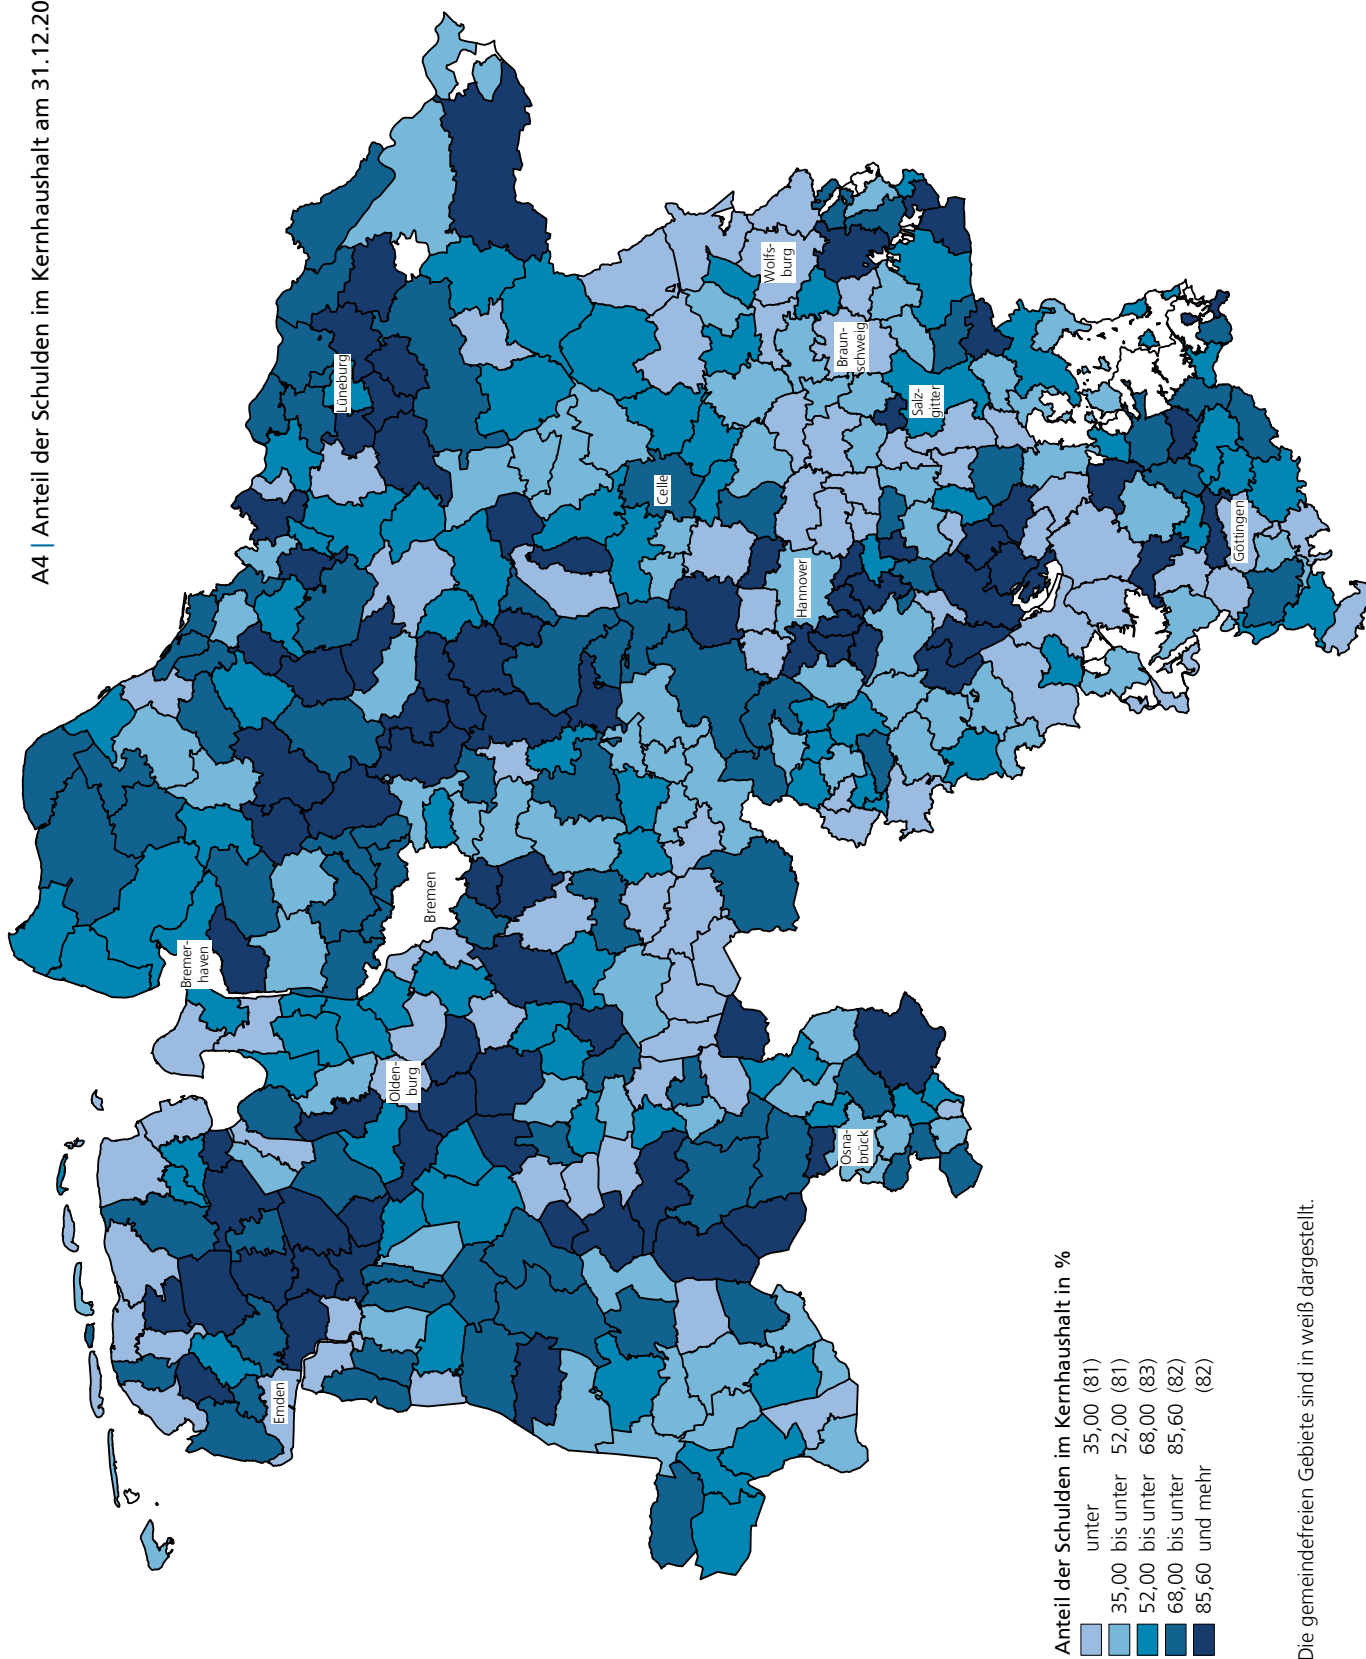 A4 | Anteil der Schulden im Kernhaushalt am 31.12.20
Bremer-
haven
Lüneburg
Emden
Olden-
burg
Bremen
Celle
Wolfs-
burg
Hannover
Braun-
schweig
Osna-
brück
Salz-
gitter
Göttingen
Anteil der Schulden im Kernhaushalt in %
unter 35,00 (81)
35,00 bis unter 52,00 (81)
52,00 bis unter 68,00 (83)
68,00 bis unter 85,60 (82)
85,60 und mehr (82)
Die gemeindefreien Gebiete sind in weiß dargestellt.